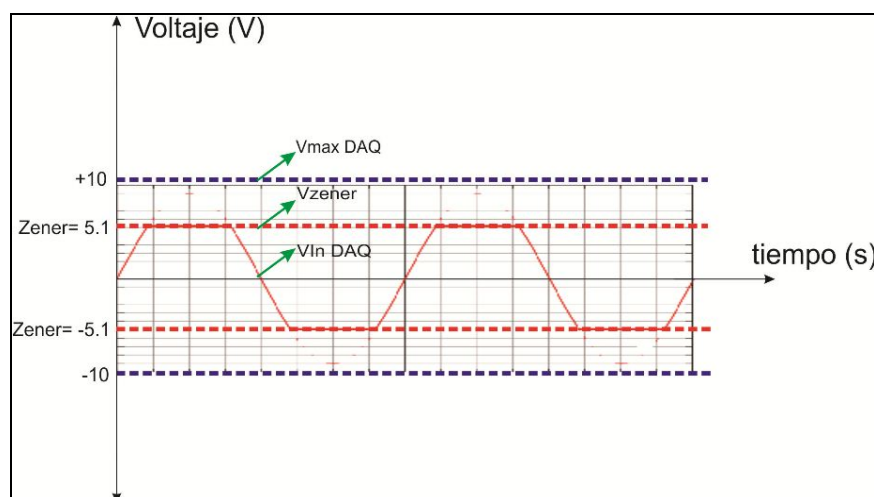 Voltaje (V)
Vmax DAQ
+10
Vzener
Zener= 5.1
VIn DAQ
tiempo (s)
Zener= -5.1
-10